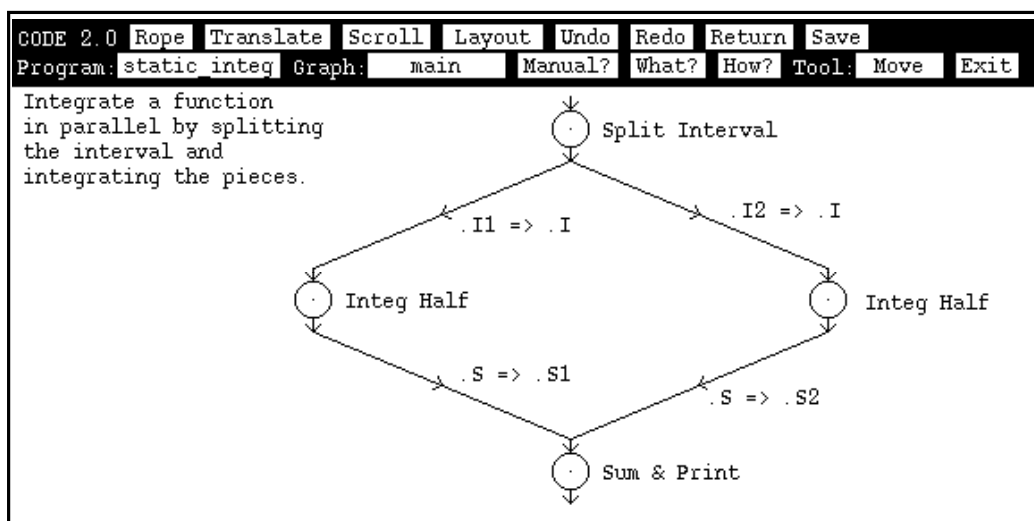 CODE 2.0 Rope Translate Scroll Layout Undo Redo Return Save
Program: static_integ Graph: main Manual? What? How? Tool: Move Exit
Integrate a function
in parallel by splitting
the interval and
integrating the pieces.
Split Interval
.I1 => .I
.I2 => .I
Integ Half
Integ Half
.S => .S1
.S => .S2
Sum & Print